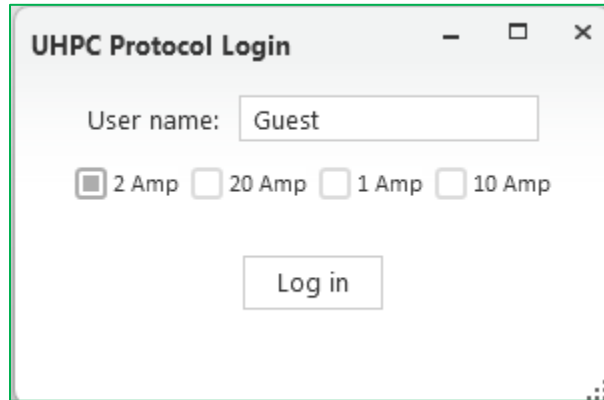 UHPC Protocol Login
User name: Guest
2 Amp 20 Amp 1 Amp 10 Amp
Log in